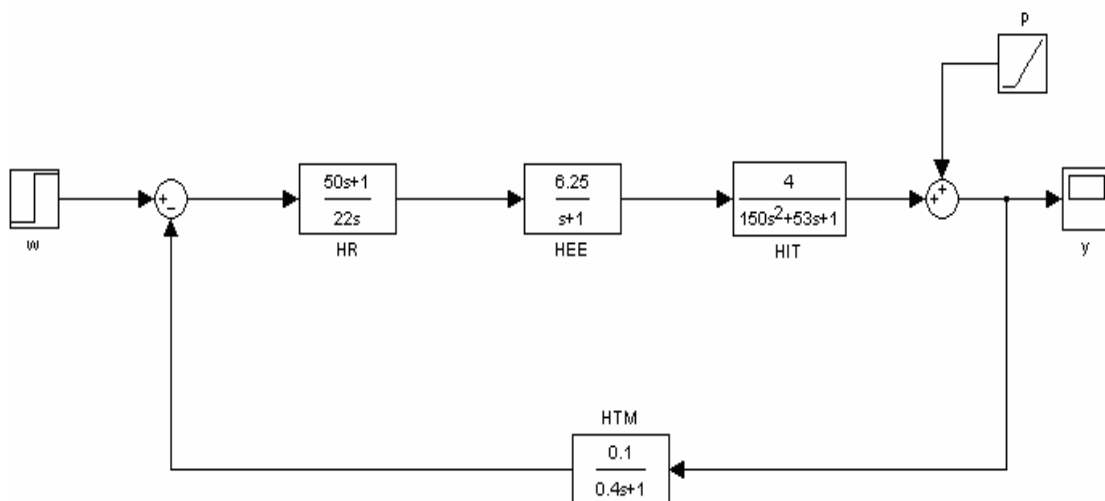 p
+
−
50s+1
22s
6.25
s+1
4
150s²+53s+1
+
+
w
HR
HEE
HIT
y
HTM
0.1
0.4s+1